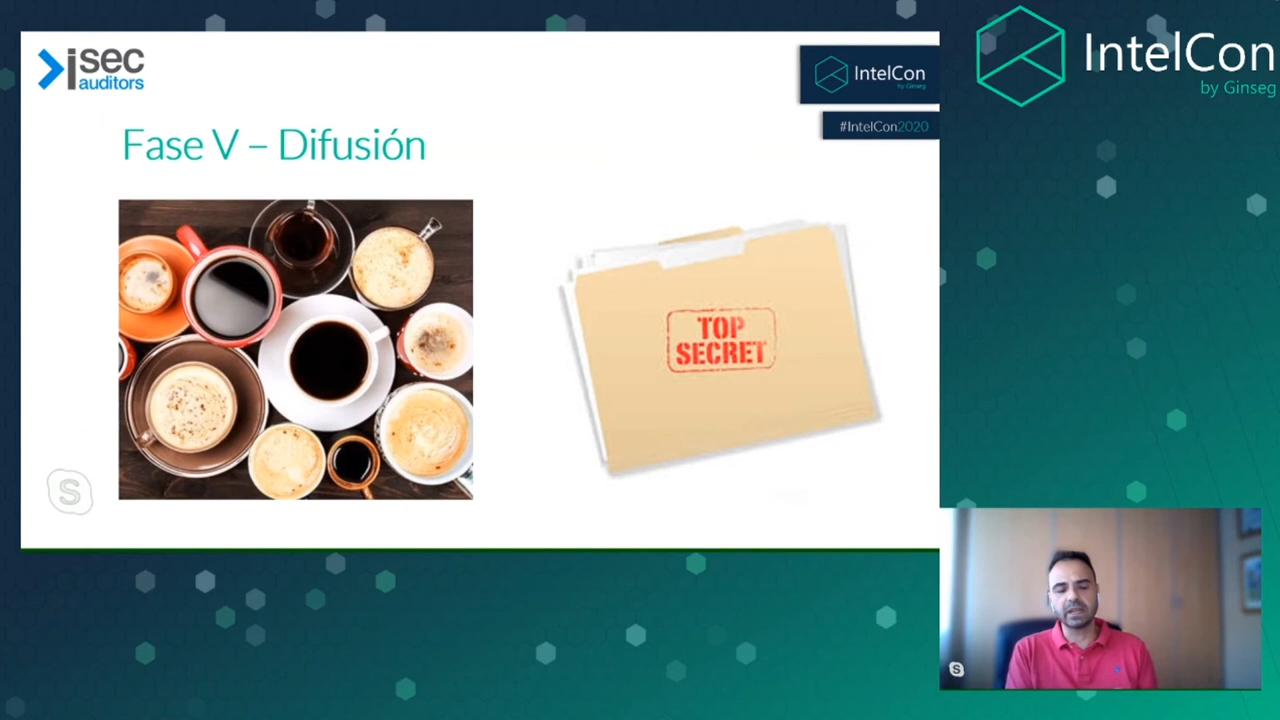 isec
auditors
IntelCon
by Ginseg
#IntelCon2020
Fase V – Difusión
TOP
SECRET
S
IntelCon
by Ginseg
S